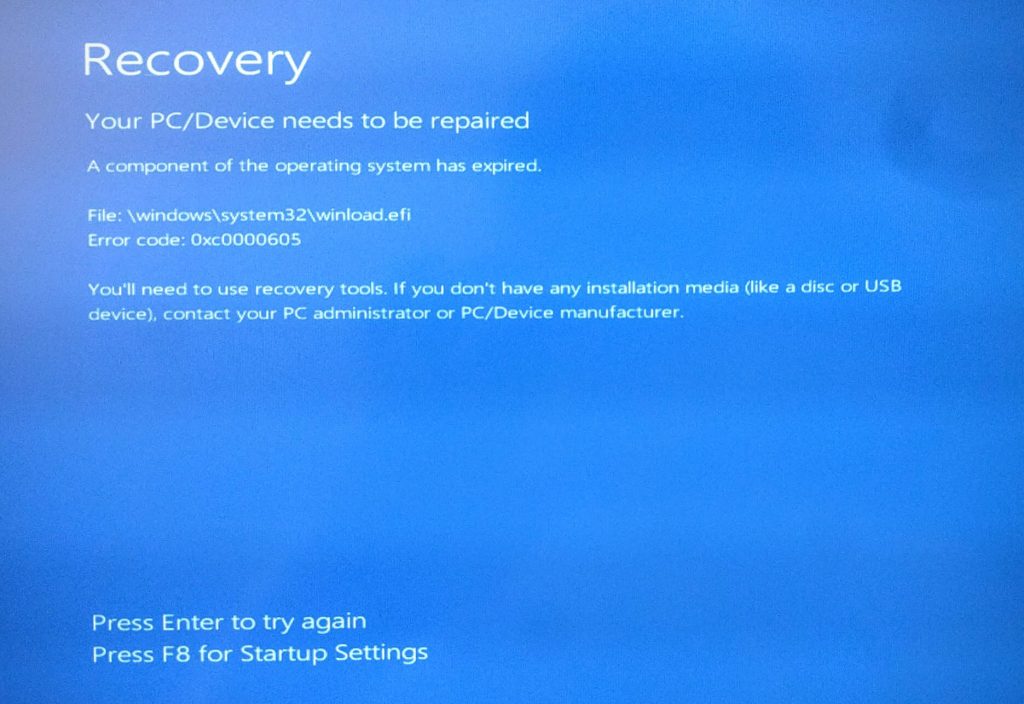 Recovery
Your PC/Device needs to be repaired
A component of the operating system has expired.
File: \windows\system32\winload.efi
Error code: 0xc0000605
You'll need to use recovery tools. If you don't have any installation media (like a disc or USB
device), contact your PC administrator or PC/Device manufacturer.
Press Enter to try again
Press F8 for Startup Settings